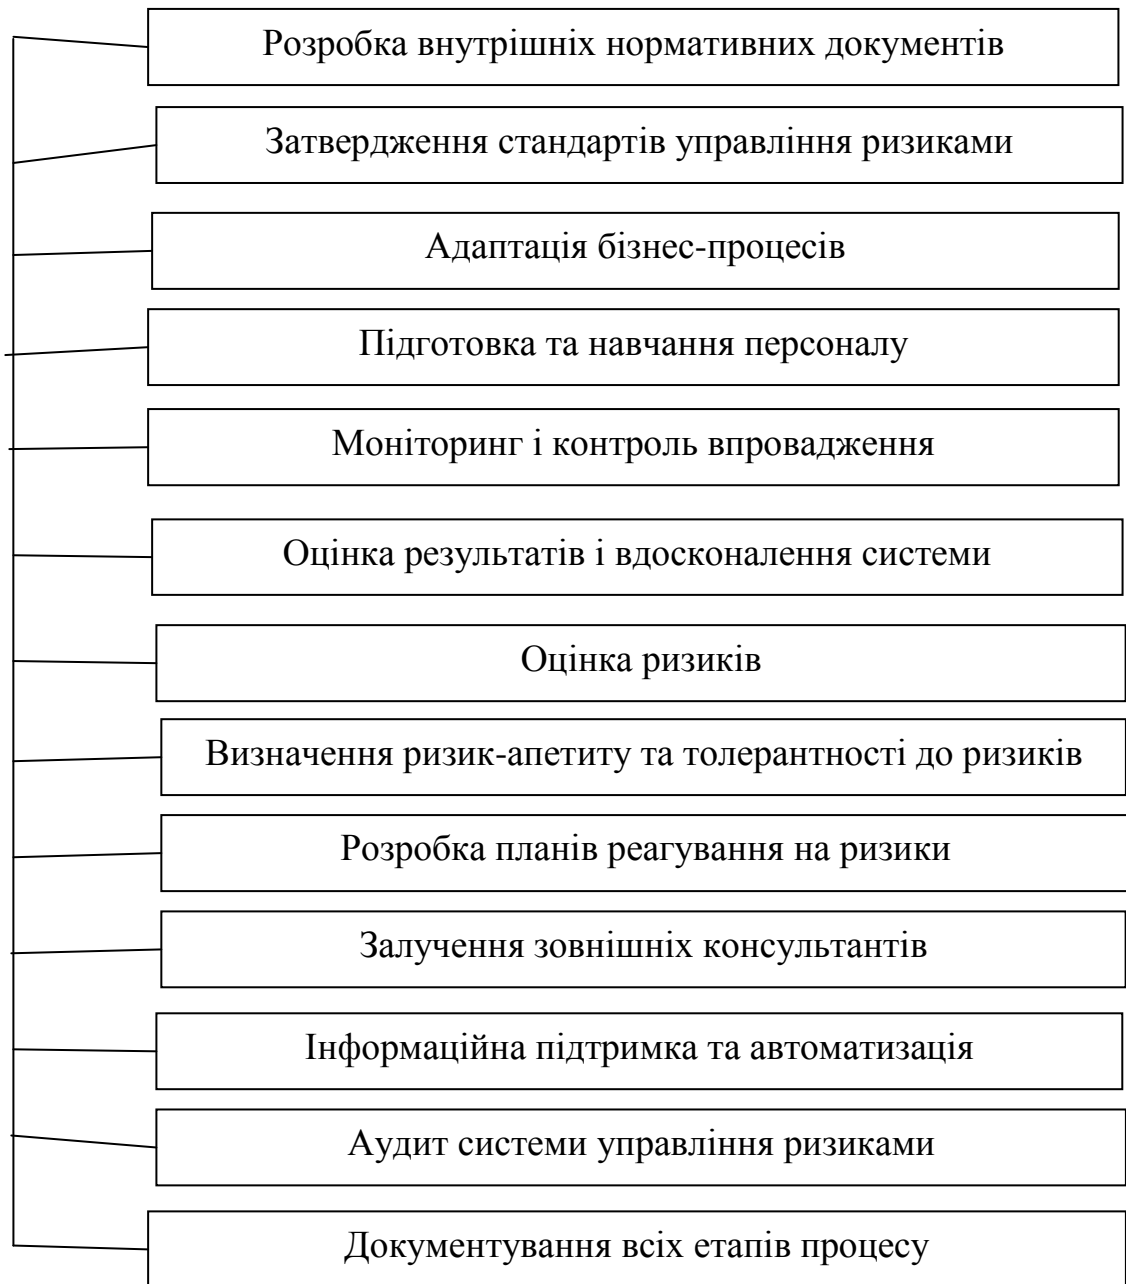 Розробка внутрішніх нормативних документів
Затвердження стандартів управління ризиками
Адаптація бізнес-процесів
Підготовка та навчання персоналу
Моніторинг і контроль впровадження
Оцінка результатів і вдосконалення системи
Оцінка ризиків
Визначення ризик-апетиту та толерантності до ризиків
Розробка планів реагування на ризики
Залучення зовнішніх консультантів
Інформаційна підтримка та автоматизація
Аудит системи управління ризиками
Документування всіх етапів процесу